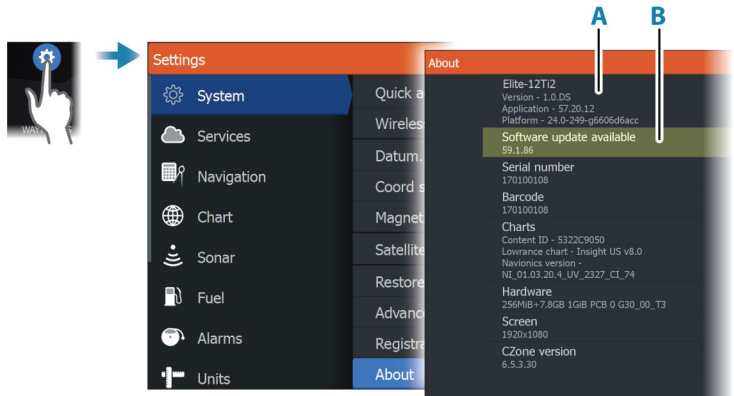 A B
WAY
Settings
System
Services
Navigation
Chart
Sonar
Fuel
Alarms
Units
Quick a
Wireles
Datum.
Coord s
Magnet
Satellite
Restore
Advanc
Registra
About
About
Elite-12Ti2
Version - 1.0.DS
Application - 57.20.12
Platform - 24.0-249-g6606d6acc
Software update available
59.1.86
Serial number
170100108
Barcode
170100108
Charts
Content ID - 5322C9050
Lowrance chart - Insight US v8.0
Navionics version -
NI_01.03.20.4_UV_2327_CI_74
Hardware
256MiB+7.8GB 1GiB PCB 0 G30_00_T3
Screen
1920x1080
CZone version
6.5.3.30